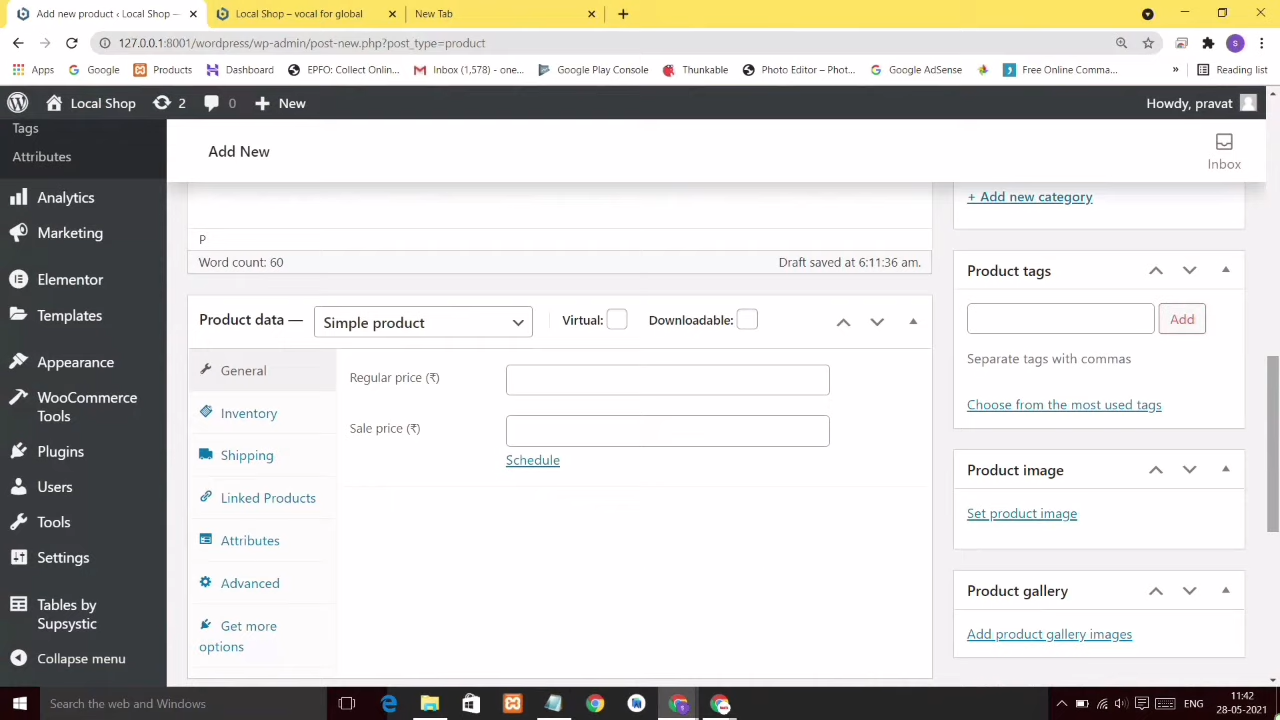 Add new product ‹ Local Shop —
Local Shop – vocal for global
New Tab
127.0.0.1:8001/wordpress/wp-admin/post-new.php?post_type=product
S
Apps
Google
Products
Dashboard
EPFO: Collect Onlin...
Inbox (1,578) - one...
Google Play Console
Thunkable
Photo Editor – Pho...
Google AdSense
Free Online Comma...
»
Reading list
Local Shop
2
0
New
Howdy, pravat
Tags
Attributes
Analytics
Marketing
Elementor
Templates
Appearance
WooCommerce
Tools
Plugins
Users
Tools
Settings
Tables by
Supsystic
Collapse menu
Add New
Inbox
P
Word count: 60
Draft saved at 6:11:36 am.
Product data —
Simple product
Virtual:
Downloadable:
General
Inventory
Shipping
Linked Products
Attributes
Advanced
Get more
options
Regular price (₹)
Sale price (₹)
Schedule
+ Add new category
Product tags
Add
Separate tags with commas
Choose from the most used tags
Product image
Set product image
Product gallery
Add product gallery images
Search the web and Windows
ENG
11:42
28-05-2021